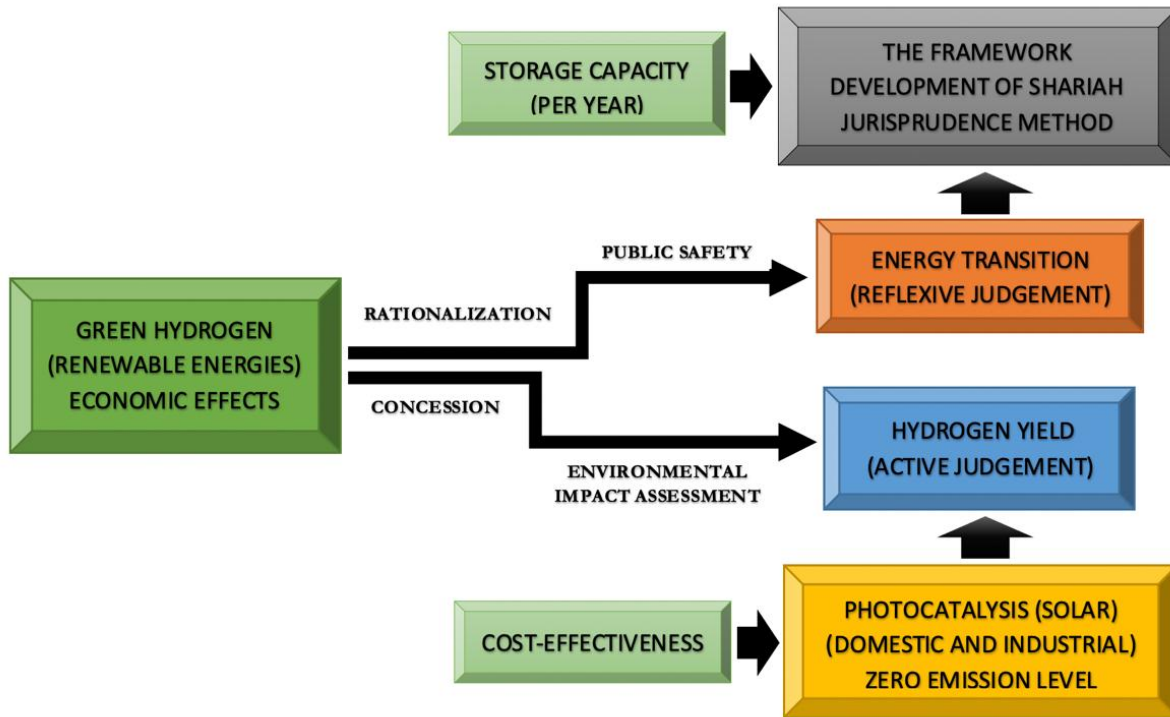 STORAGE CAPACITY
(PER YEAR)
THE FRAMEWORK
DEVELOPMENT OF SHARIAH
JURISPRUDENCE METHOD
PUBLIC SAFETY
ENERGY TRANSITION
(REFLEXIVE JUDGEMENT)
RATIONALIZATION
GREEN HYDROGEN
(RENEWABLE ENERGIES)
ECONOMIC EFFECTS
CONCESSION
HYDROGEN YIELD
(ACTIVE JUDGEMENT)
ENVIRONMENTAL
IMPACT ASSESSMENT
COST-EFFECTIVENESS
PHOTOCATALYSIS (SOLAR)
(DOMESTIC AND INDUSTRIAL)
ZERO EMISSION LEVEL